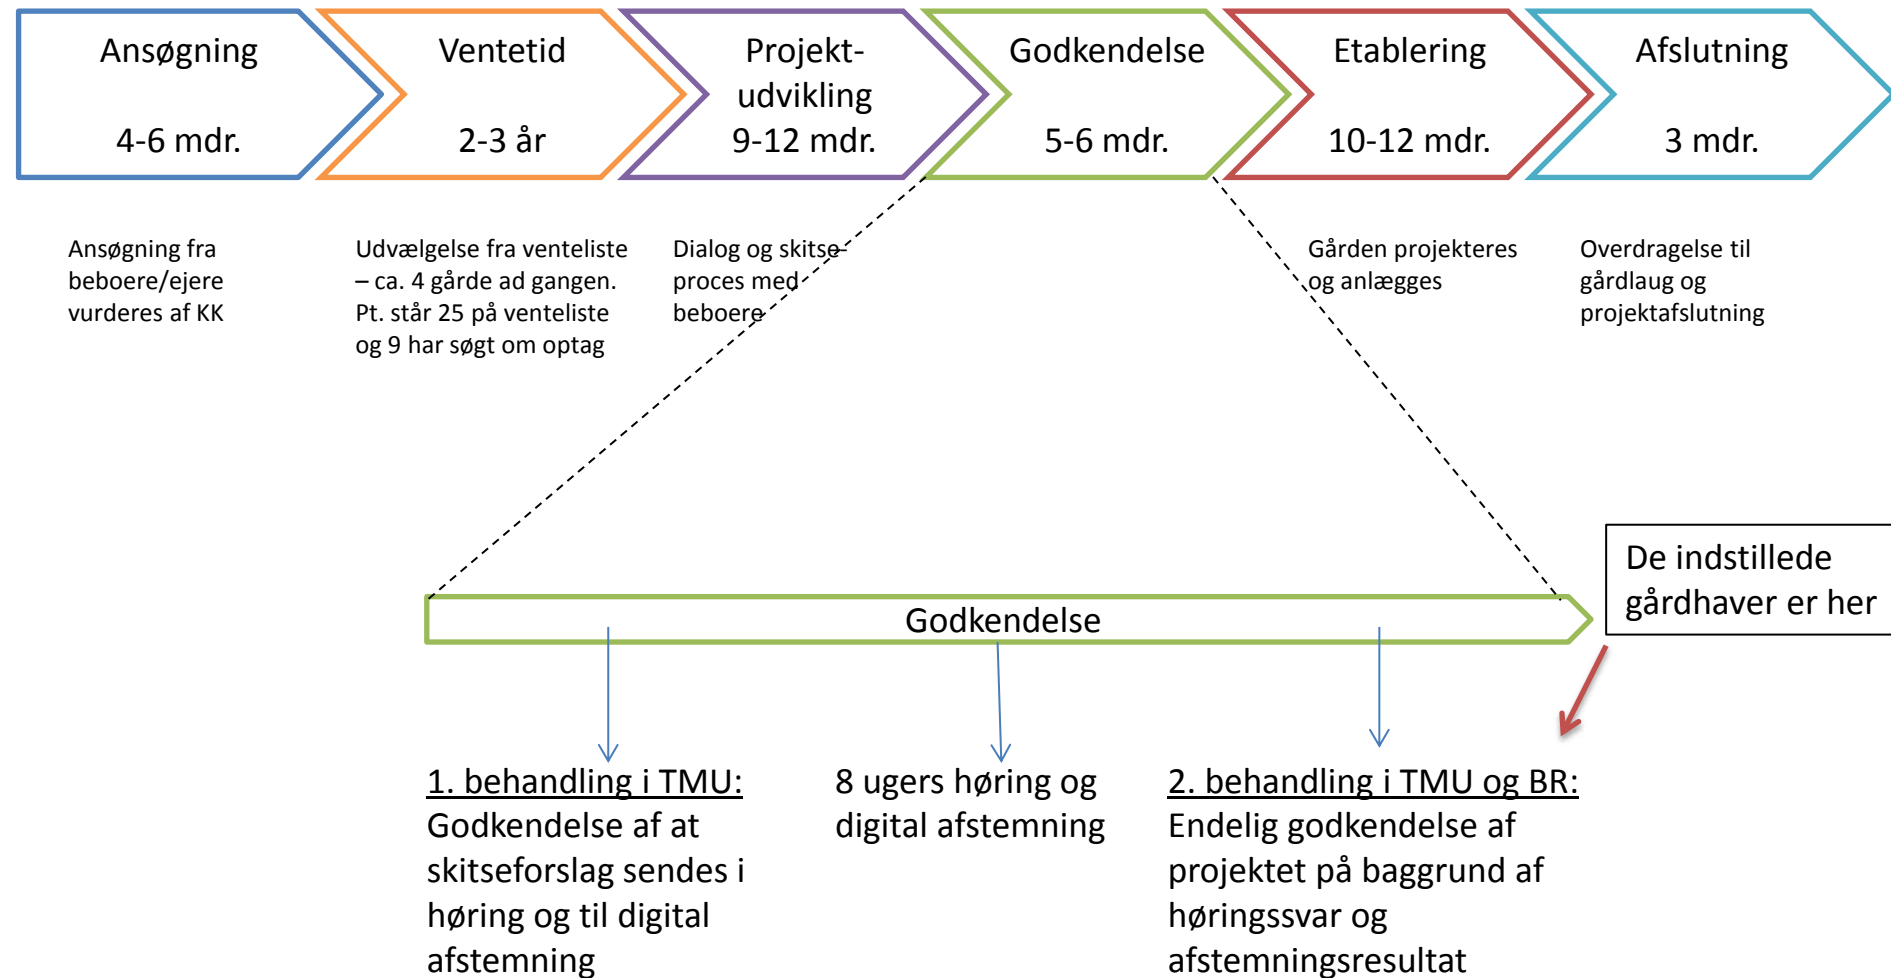 Ansøgning
4-6 mdr.
Ventetid
2-3 år
Projekt-
udvikling
9-12 mdr.
Godkendelse
5-6 mdr.
Etablering
10-12 mdr.
Afslutning
3 mdr.
Ansøgning fra
beboere/ejere
vurderes af KK
Udvælgelse fra venteliste
– ca. 4 gårde ad gangen.
Pt. står 25 på venteliste
og 9 har søgt om optag
Dialog og skitse-
proces med
beboere
Gården projekteres
og anlægges
Overdragelse til
gårdlaug og
projektafslutning
De indstillede
gårdhaver er her
Godkendelse
1. behandling i TMU:
Godkendelse af at
skitseforslag sendes i
høring og til digital
afstemning
8 ugers høring og
digital afstemning
2. behandling i TMU og BR:
Endelig godkendelse af
projektet på baggrund af
høringssvar og
afstemningsresultat